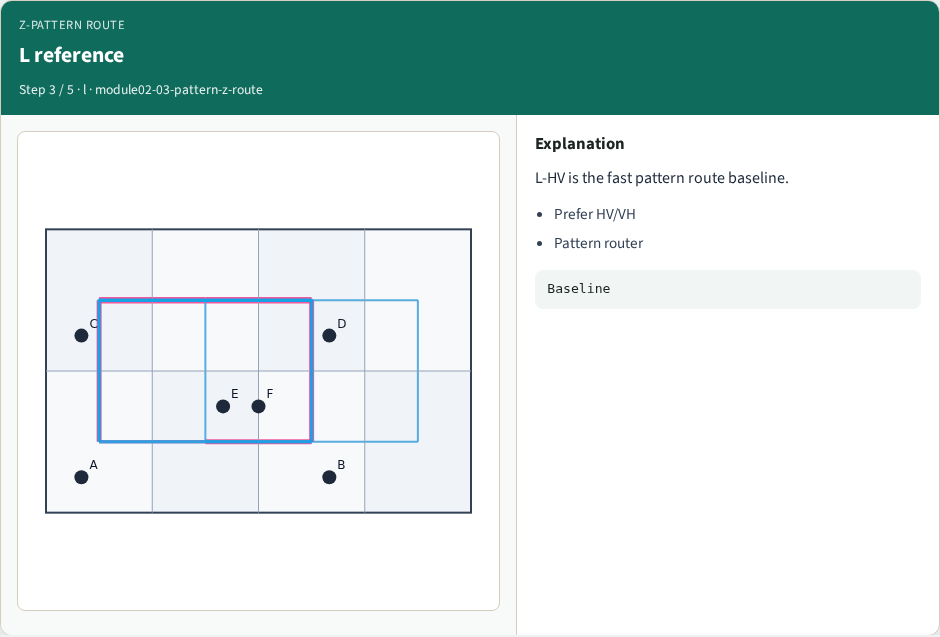 Z-PATTERN ROUTE
L reference
Step 3 / 5 · l · module02-03-pattern-z-route
C
D
E
F
A
B
Explanation
L-HV is the fast pattern route baseline.
Prefer HV/VH
Pattern router
Baseline